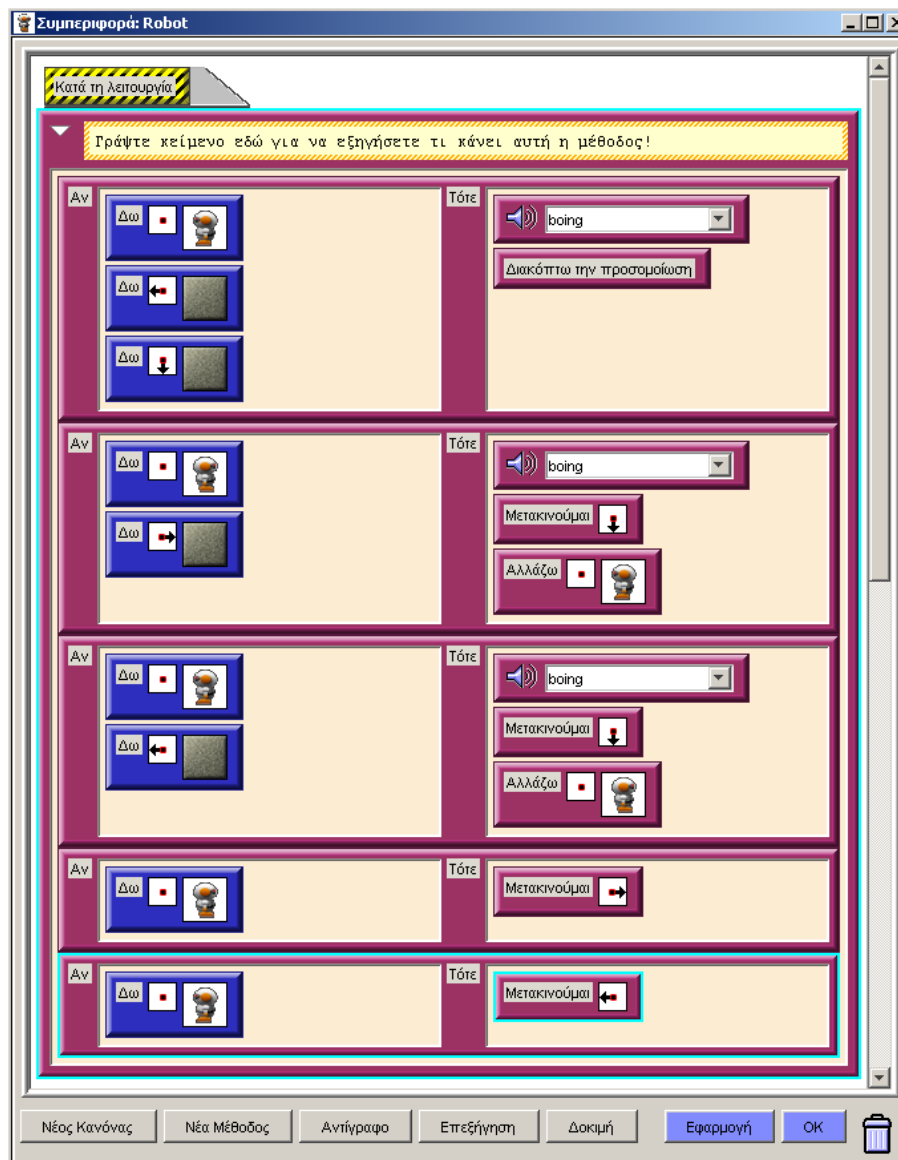 Συμπεριφορά: Robot
Κατά τη λειτουργία
Γράψτε κείμενο εδώ για να εξηγήσετε τι κάνει αυτή η μέθοδος!
Αν
Δω
Δω
Δω
Τότε
boing
Διακόπτω την προσομοίωση
Αν
Δω
Δω
Τότε
boing
Μετακινούμαι
Αλλάζω
Αν
Δω
Δω
Τότε
boing
Μετακινούμαι
Αλλάζω
Αν
Δω
Τότε
Μετακινούμαι
Αν
Δω
Τότε
Μετακινούμαι
Νέος Κανόνας
Νέα Μέθοδος
Αντίγραφο
Επεξήγηση
Δοκιμή
Εφαρμογή
OK